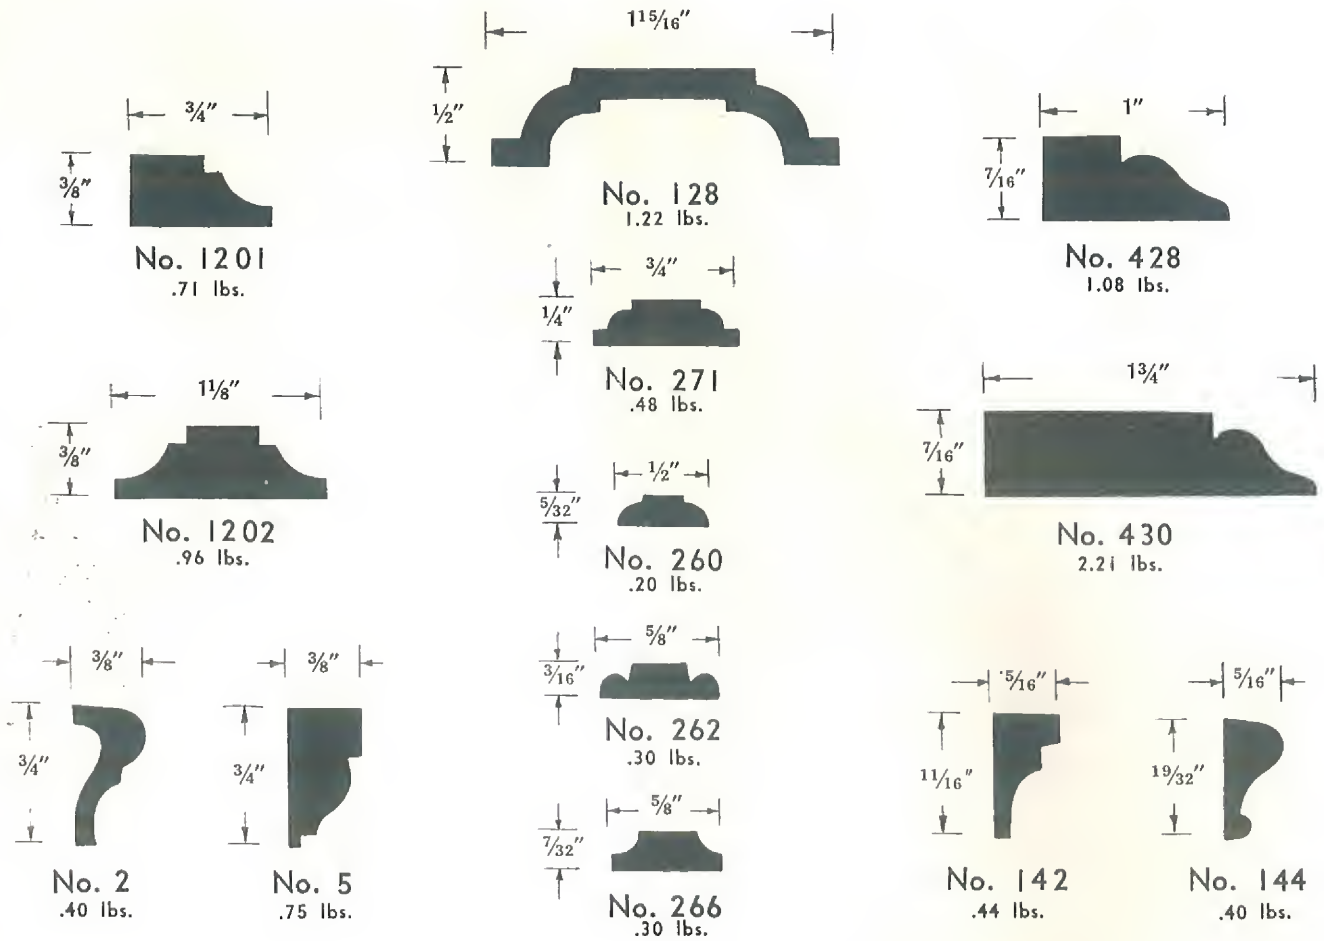 1 15/16"
1/2"
No. 128
1.22 lbs.
3/4"
3/8"
No. 1201
.71 lbs.
1"
7/16"
No. 428
1.08 lbs.
3/4"
1/4"
No. 271
.48 lbs.
1 1/8"
3/8"
No. 1202
.96 lbs.
1/2"
5/32"
No. 260
.20 lbs.
1 3/4"
7/16"
No. 430
2.21 lbs.
5/8"
3/16"
No. 262
.30 lbs.
3/8"
3/4"
No. 2
.40 lbs.
3/8"
3/4"
No. 5
.75 lbs.
5/8"
7/32"
No. 266
.30 lbs.
5/16"
11/16"
No. 142
.44 lbs.
5/16"
19/32"
No. 144
.40 lbs.